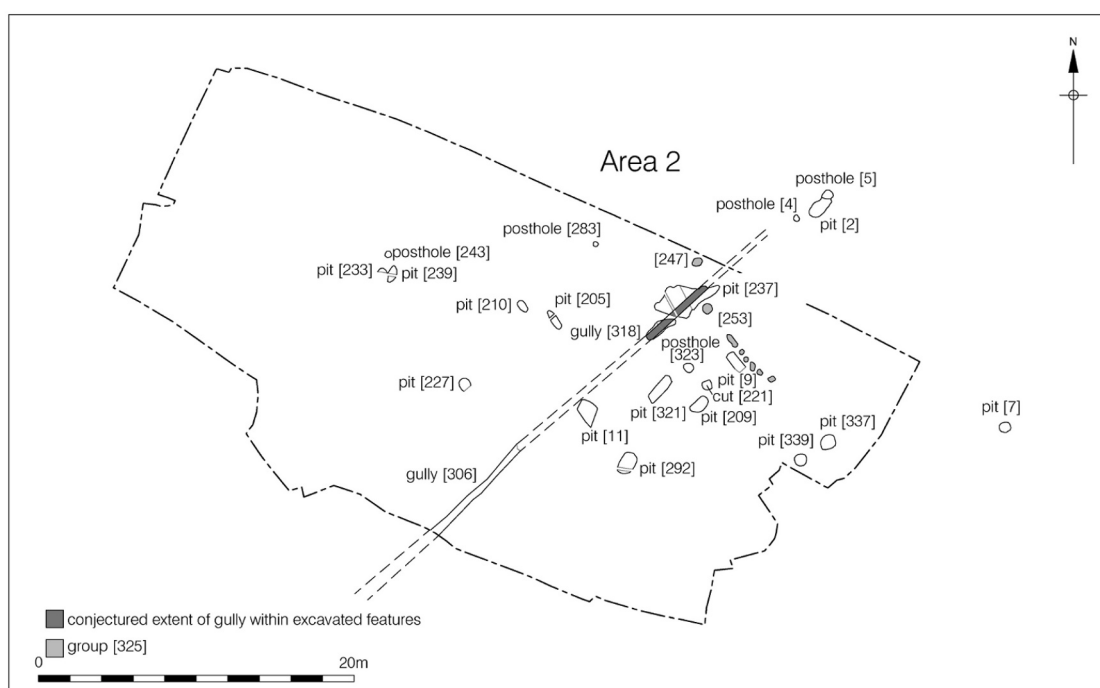 N
Area 2
posthole [5]
posthole [4]
pit [2]
posthole [283]
posthole [243]
[247]
pit [233]
pit [239]
pit [237]
pit [210]
pit [205]
gully [318]
[253]
posthole
[323]
pit [9]
pit [227]
cut [221]
pit [321]
pit [209]
pit [7]
pit [11]
pit [337]
pit [339]
pit [292]
gully [306]
conjectured extent of gully within excavated features
group [325]
0
20m